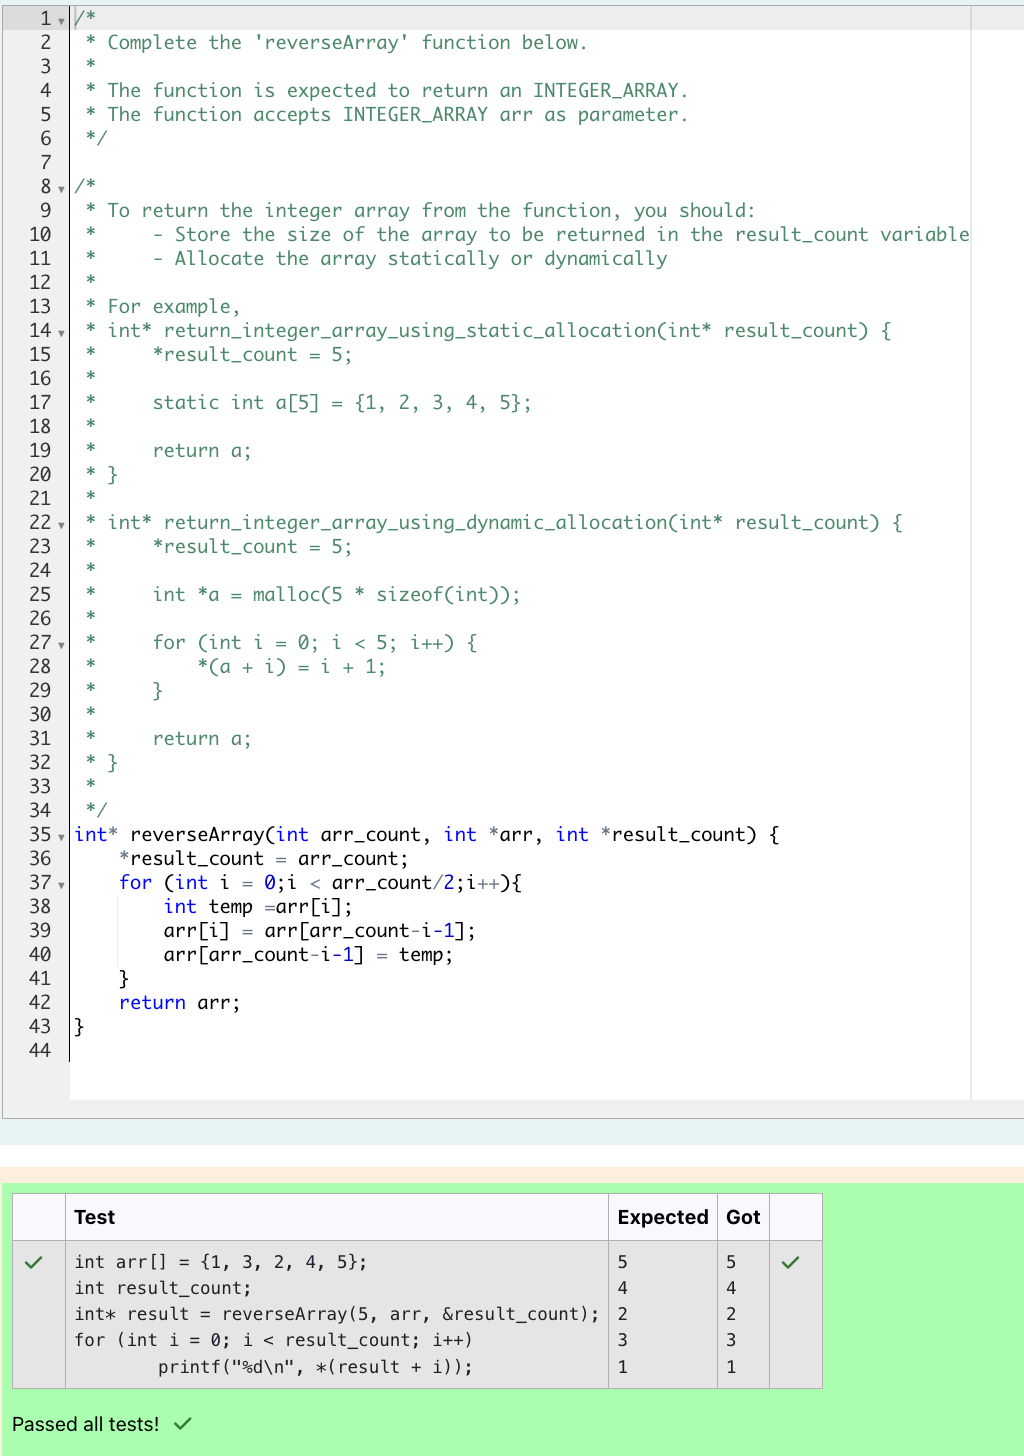 1 /*
2  * Complete the 'reverseArray' function below.
3  *
4  * The function is expected to return an INTEGER_ARRAY.
5  * The function accepts INTEGER_ARRAY arr as parameter.
6  */
7
8 /*
9  * To return the integer array from the function, you should:
10  *     - Store the size of the array to be returned in the result_count variable
11  *     - Allocate the array statically or dynamically
12  *
13  * For example,
14  * int* return_integer_array_using_static_allocation(int* result_count) {
15  *     *result_count = 5;
16  *
17  *     static int a[5] = {1, 2, 3, 4, 5};
18  *
19  *     return a;
20  * }
21  *
22  * int* return_integer_array_using_dynamic_allocation(int* result_count) {
23  *     *result_count = 5;
24  *
25  *     int *a = malloc(5 * sizeof(int));
26  *
27  *     for (int i = 0; i < 5; i++) {
28  *         *(a + i) = i + 1;
29  *     }
30  *
31  *     return a;
32  * }
33  *
34  */
35 int* reverseArray(int arr_count, int *arr, int *result_count) {
36     *result_count = arr_count;
37     for (int i = 0;i < arr_count/2;i++){
38         int temp =arr[i];
39         arr[i] = arr[arr_count-i-1];
40         arr[arr_count-i-1] = temp;
41     }
42     return arr;
43 }
44
Test Expected Got
int arr[] = {1, 3, 2, 4, 5}; 5 5
int result_count; 4 4
int* result = reverseArray(5, arr, &result_count); 2 2
for (int i = 0; i < result_count; i++) 3 3
        printf("%d\n", *(result + i)); 1 1
Passed all tests! ✓